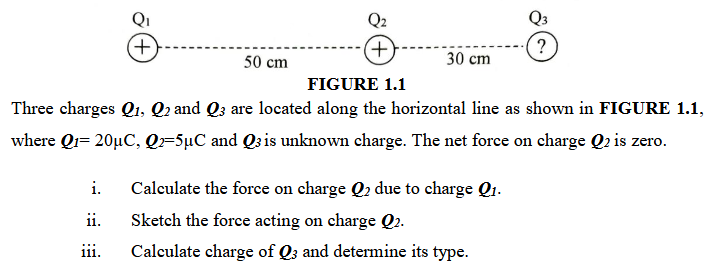 Q₁ Q₂ Q₃
+ + ?
50 cm 30 cm
FIGURE 1.1
Three charges Q₁, Q₂ and Q₃ are located along the horizontal line as shown in FIGURE 1.1,
where Q₁= 20μC, Q₂=5μC and Q₃ is unknown charge. The net force on charge Q₂ is zero.
i. Calculate the force on charge Q₂ due to charge Q₁.
ii. Sketch the force acting on charge Q₂.
iii. Calculate charge of Q₃ and determine its type.